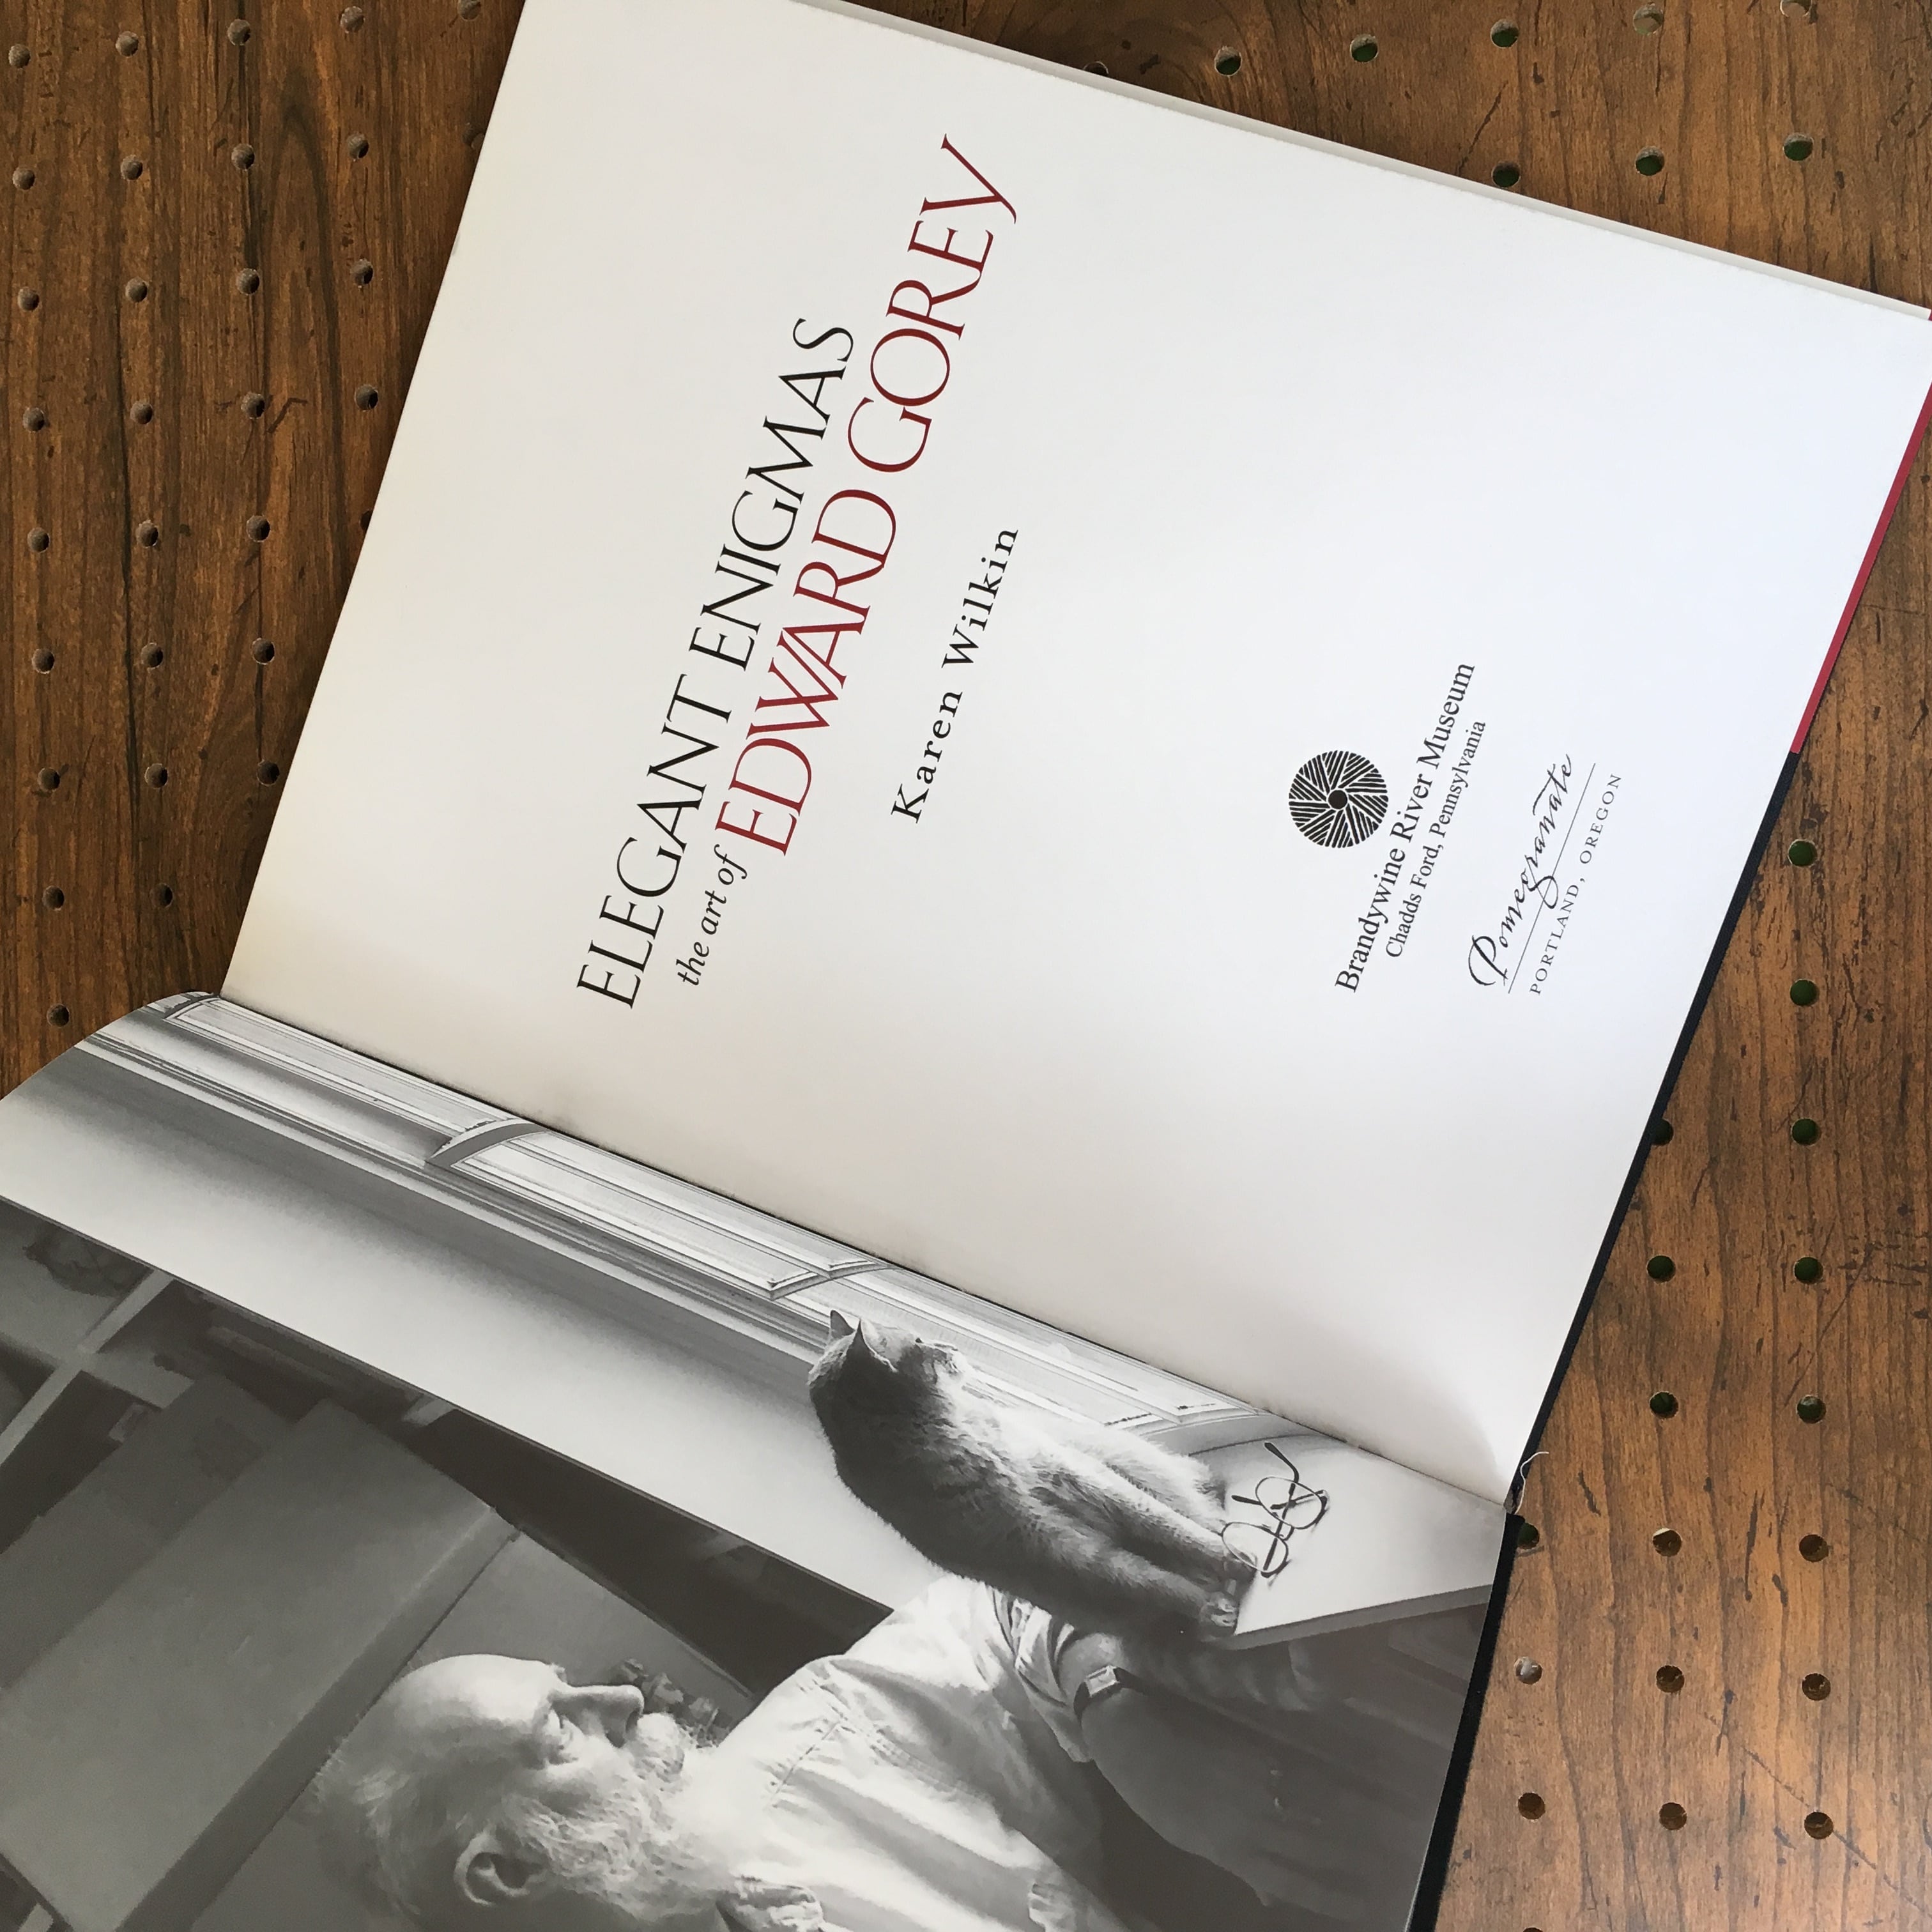 ELEGANT ENIGMAS
the art of EDWARD GOREY
Karen Wilkin
Brandywine River Museum
Chadds Ford, Pennsylvania
Pomegranate
PORTLAND, OREGON